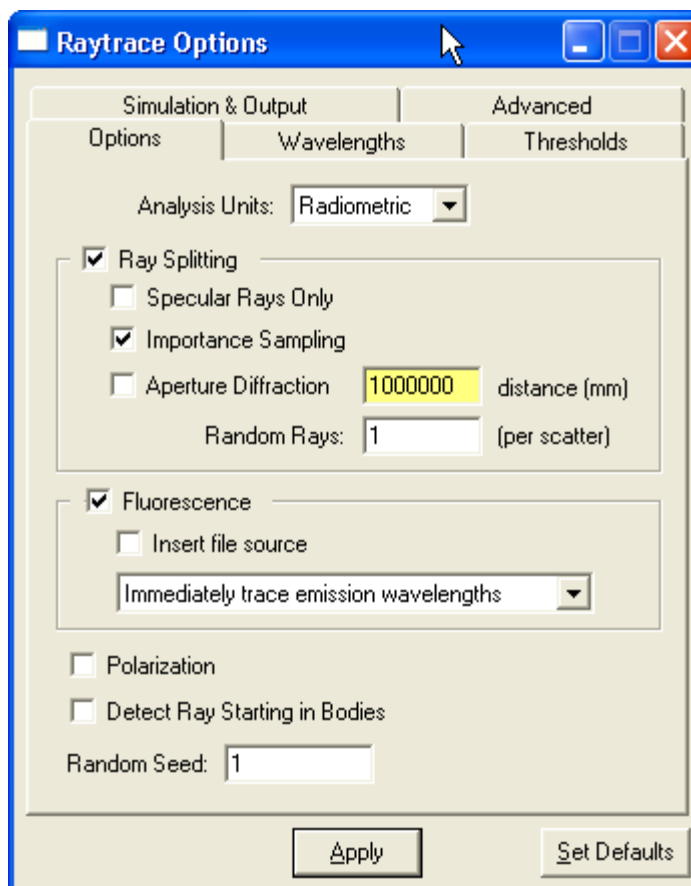 Raytrace Options
Simulation & Output Advanced
Options Wavelengths Thresholds
Analysis Units: Radiometric
Ray Splitting
Specular Rays Only
Importance Sampling
Aperture Diffraction 1000000 distance (mm)
Random Rays: 1 (per scatter)
Fluorescence
Insert file source
Immediately trace emission wavelengths
Polarization
Detect Ray Starting in Bodies
Random Seed: 1
Apply Set Defaults